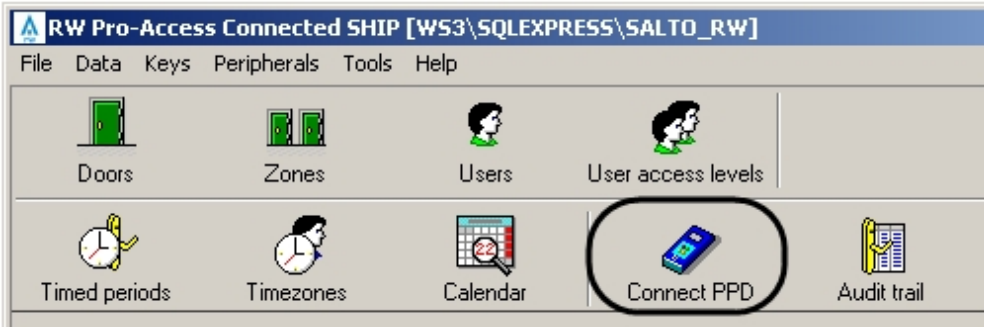 RW Pro-Access Connected SHIP [WS3\SQLEXPRESS\SALTO_RW]
File Data Keys Peripherals Tools Help
Doors Zones Users User access levels
22
Timed periods Timezones Calendar Connect PPD Audit trail